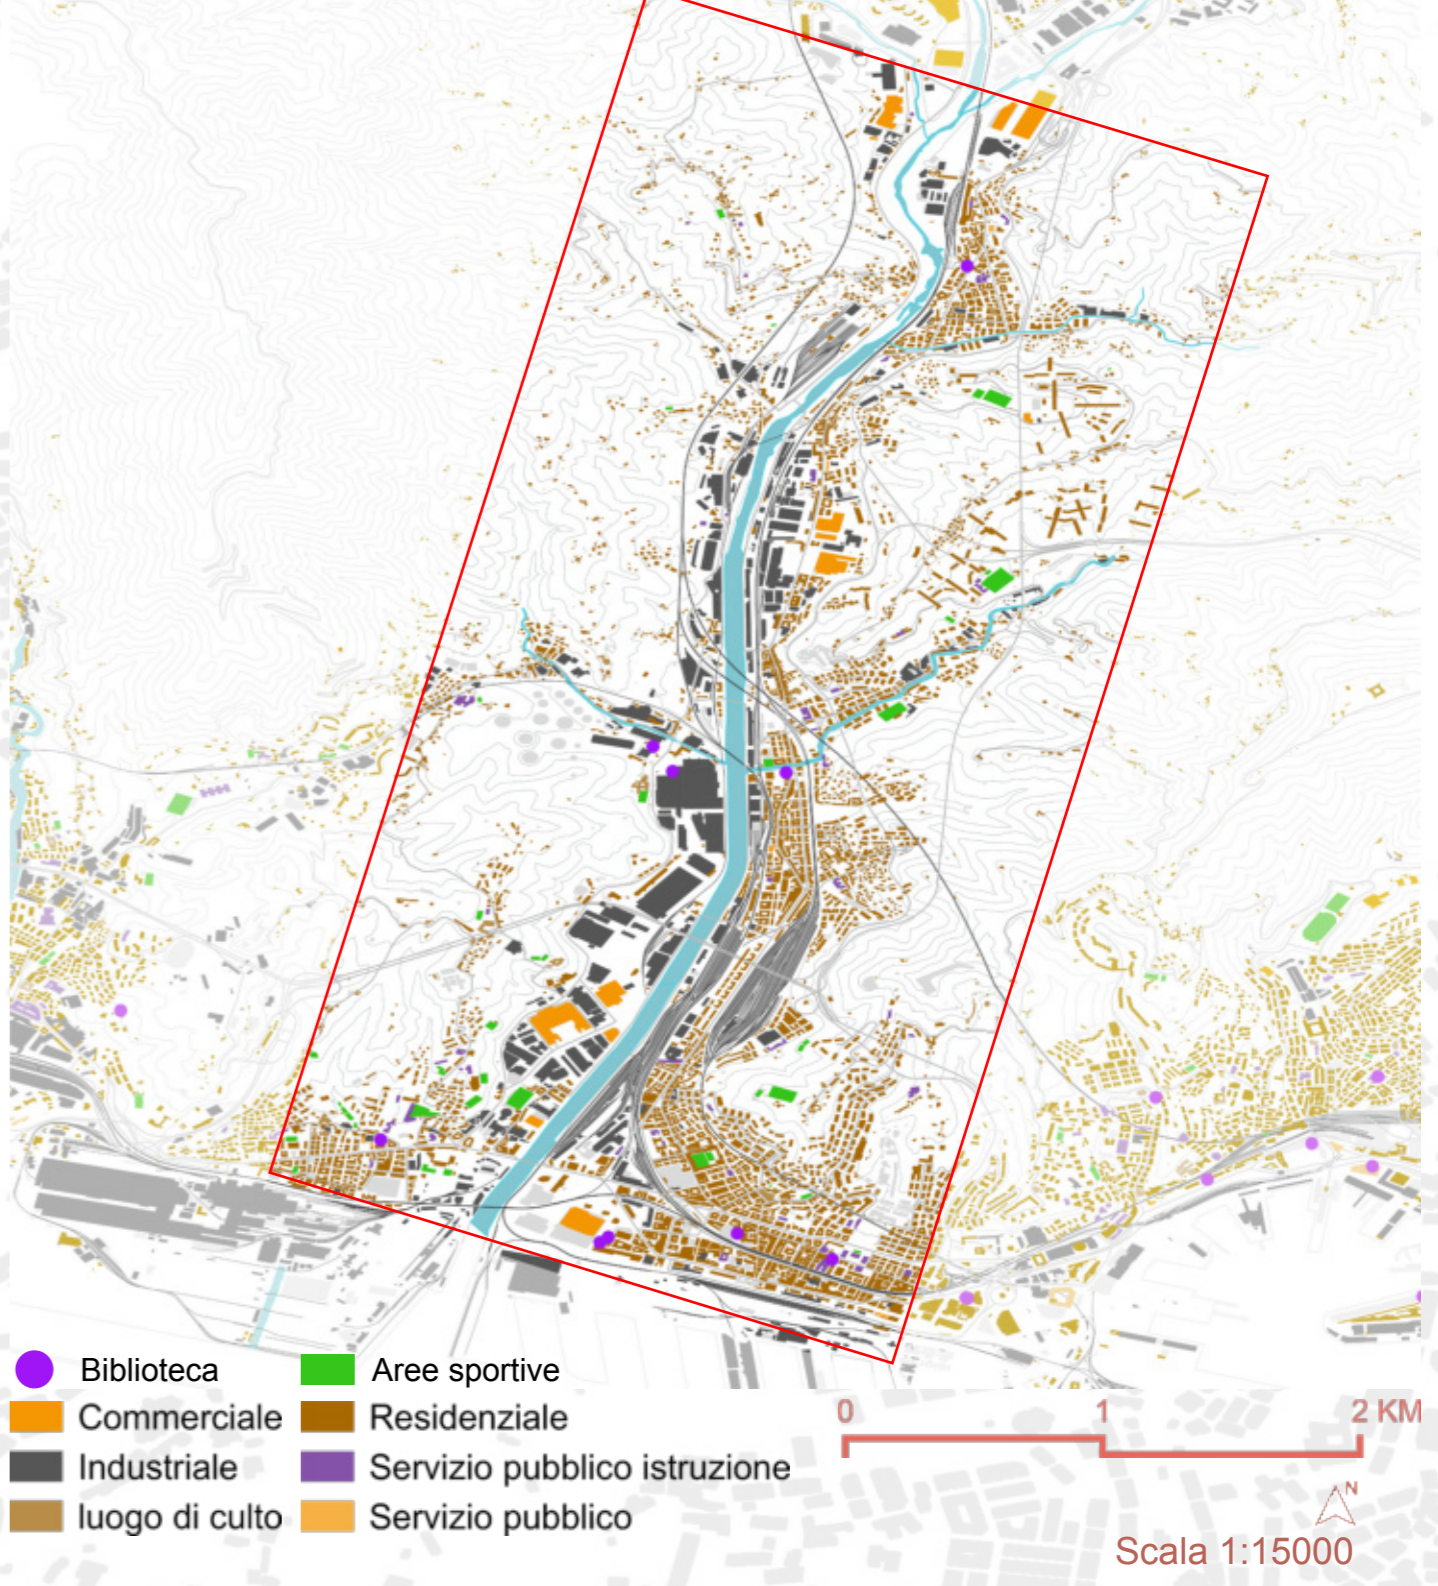 Biblioteca
Aree sportive
Commerciale
Residenziale
Industriale
Servizio pubblico istruzione
luogo di culto
Servizio pubblico
0 1 2 KM
N
Scala 1:15000